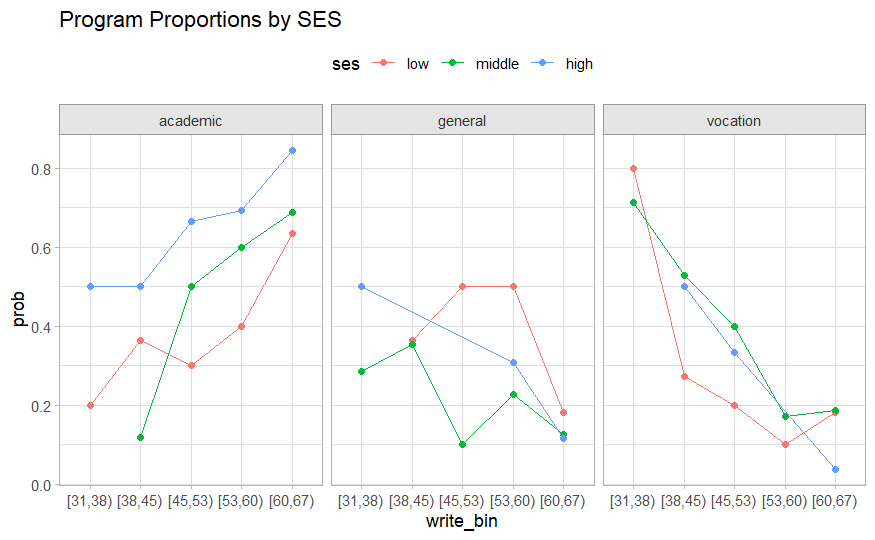 Program Proportions by SES
ses low middle high
academic general vocation
prob
0.8
0.6
0.4
0.2
0.0
[31,38) [38,45) [45,53) [53,60) [60,67) [31,38) [38,45) [45,53) [53,60) [60,67) [31,38) [38,45) [45,53) [53,60) [60,67)
write_bin